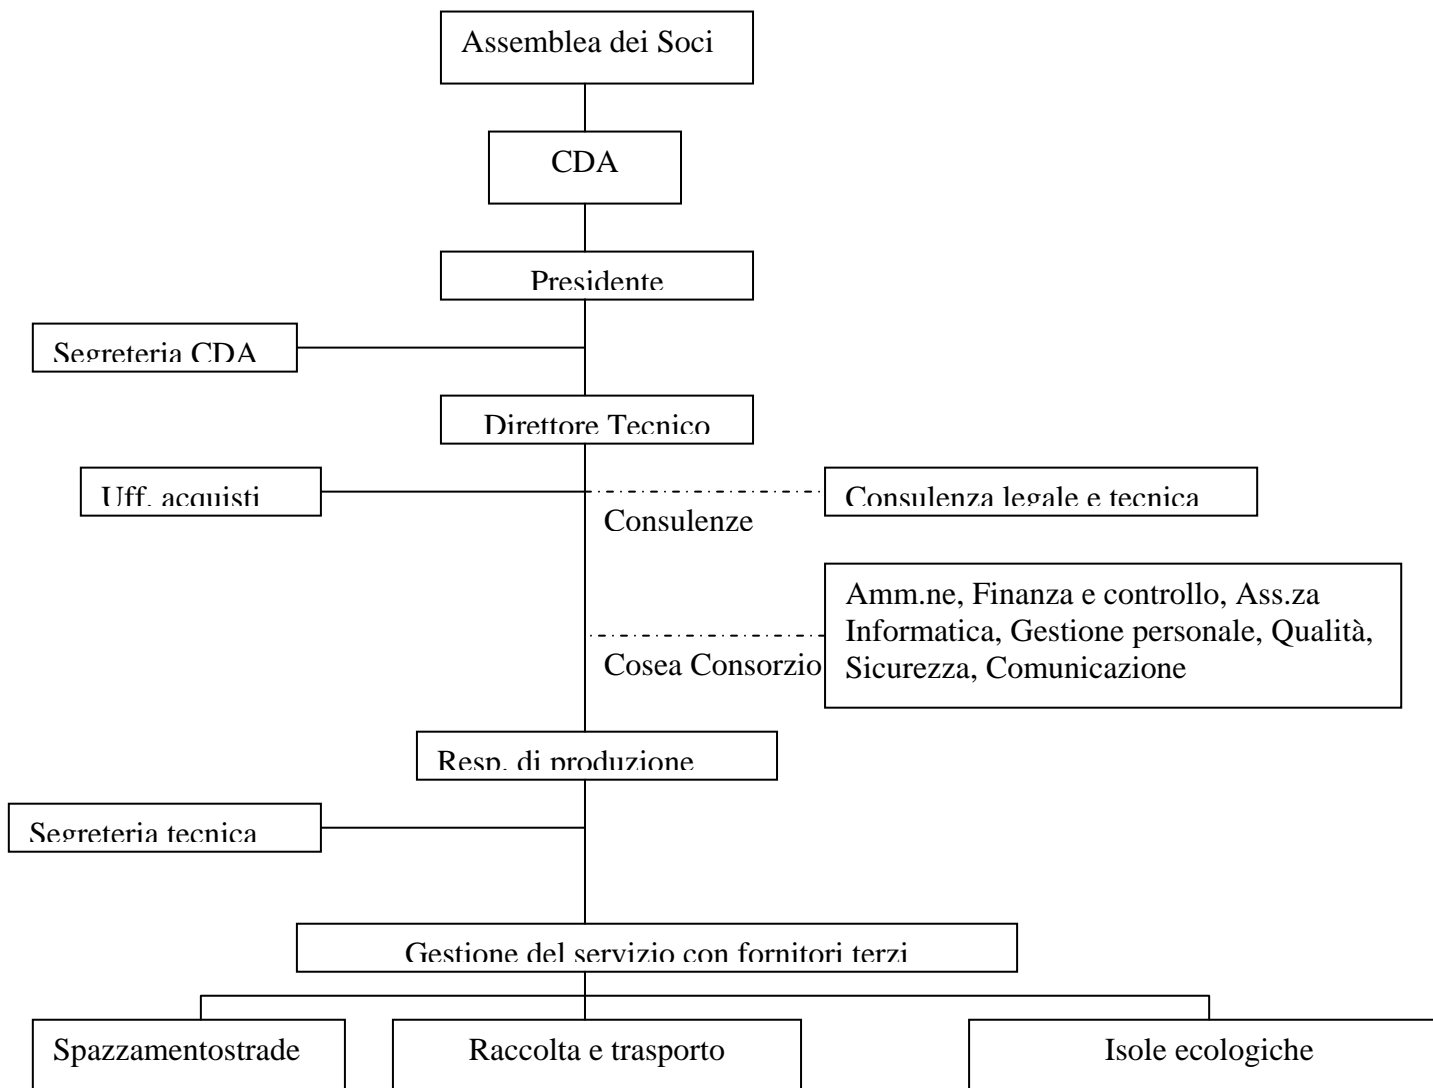 Assemblea dei Soci
CDA
Presidente
Segreteria CDA
Direttore Tecnico
Uff. acquisti
Consulenza legale e tecnica
Consulenze
Amm.ne, Finanza e controllo, Ass.za
Informatica, Gestione personale, Qualità,
Sicurezza, Comunicazione
Cosea Consorzio
Resp. di produzione
Segreteria tecnica
Gestione del servizio con fornitori terzi
Spazzamentostrade
Raccolta e trasporto
Isole ecologiche